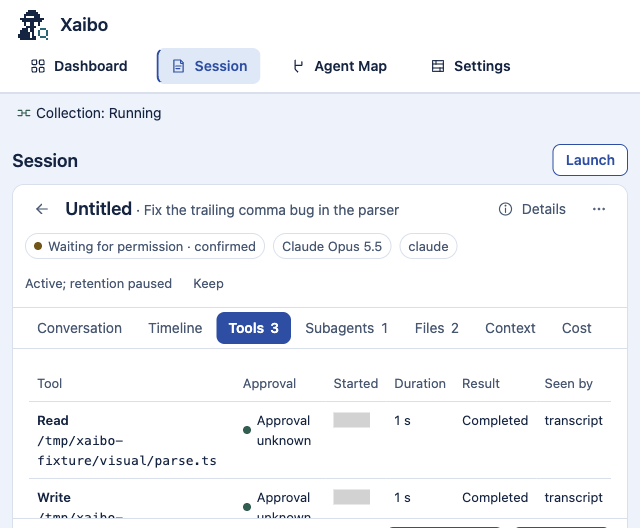 Xaibo
Dashboard Session Agent Map Settings
Collection: Running
Session Launch
Untitled · Fix the trailing comma bug in the parser Details ...
Waiting for permission · confirmed Claude Opus 5.5 claude
Active; retention paused Keep
Conversation Timeline Tools 3 Subagents 1 Files 2 Context Cost
Tool Approval Started Duration Result Seen by
Read Approval unknown 1 s Completed transcript
/tmp/xaibo-
fixture/visual/parse.ts
Write Approval unknown 1 s Completed transcript
/tmp/xaibo-